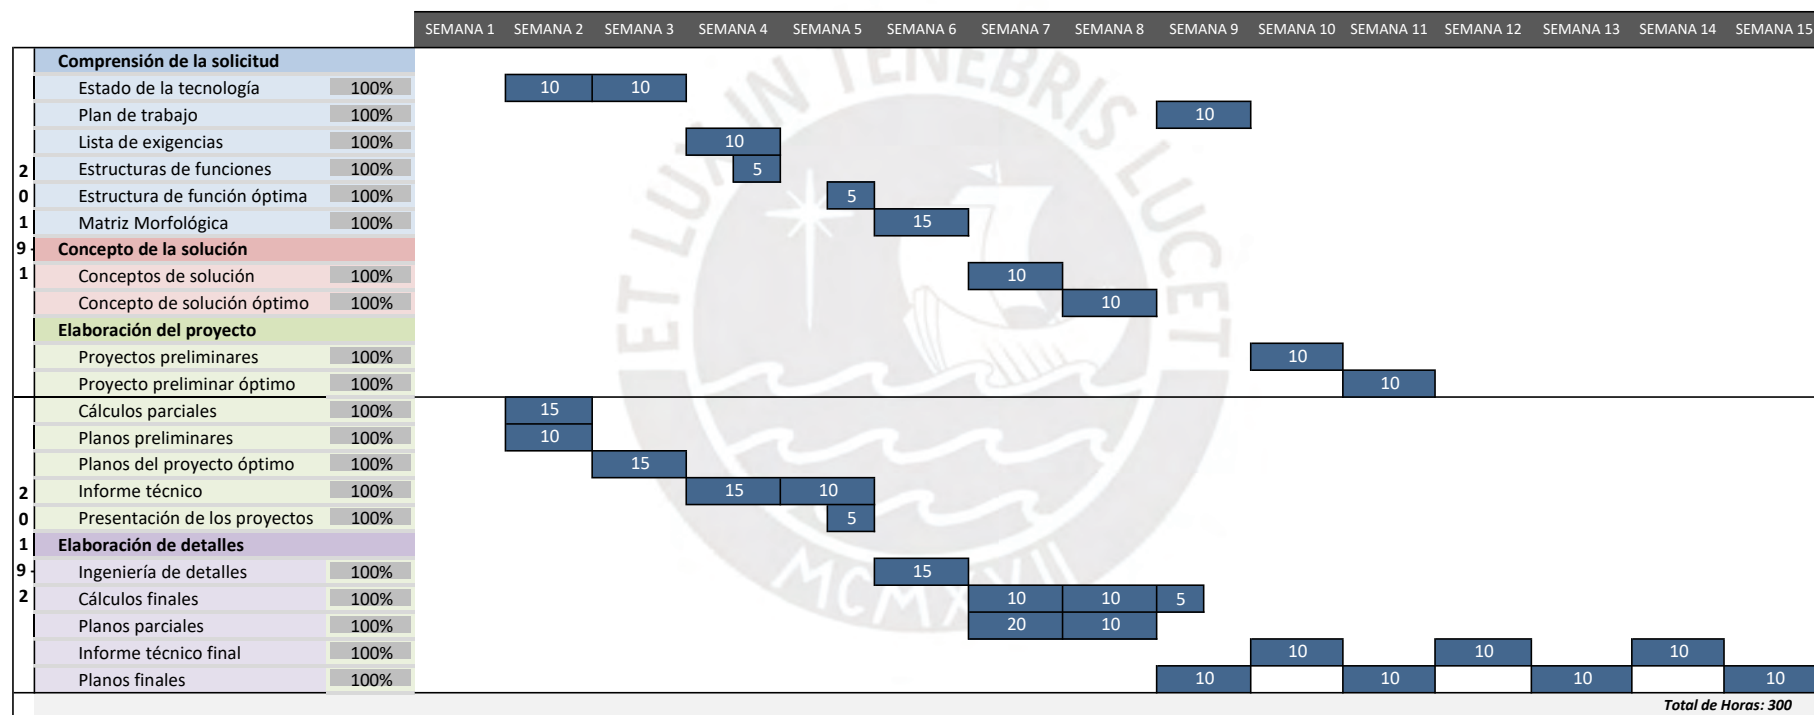 SEMANA 1 SEMANA 2 SEMANA 3 SEMANA 4 SEMANA 5 SEMANA 6 SEMANA 7 SEMANA 8 SEMANA 9 SEMANA 10 SEMANA 11 SEMANA 12 SEMANA 13 SEMANA 14 SEMANA 15
Comprensión de la solicitud
Estado de la tecnología 100% 10 10
Plan de trabajo 100% 10
Lista de exigencias 100% 10
2 Estructuras de funciones 100% 5
0 Estructura de función óptima 100% 5
1 Matriz Morfológica 100% 15
9 - Concepto de la solución
1 Conceptos de solución 100% 10
Concepto de solución óptimo 100% 10
Elaboración del proyecto
Proyectos preliminares 100% 10
Proyecto preliminar óptimo 100% 10
Cálculos parciales 100% 15
Planos preliminares 100% 10
Planos del proyecto óptimo 100% 15
2 Informe técnico 100% 15 10
0 Presentación de los proyectos 100% 5
1 Elaboración de detalles
9 - Ingeniería de detalles 100% 15
2 Cálculos finales 100% 10 10 5
Planos parciales 100% 20 10
Informe técnico final 100% 10 10 10
Planos finales 100% 10 10 10 10
Total de Horas: 300
ET LUX IN TENEBRIS LUCET
MCMXVII